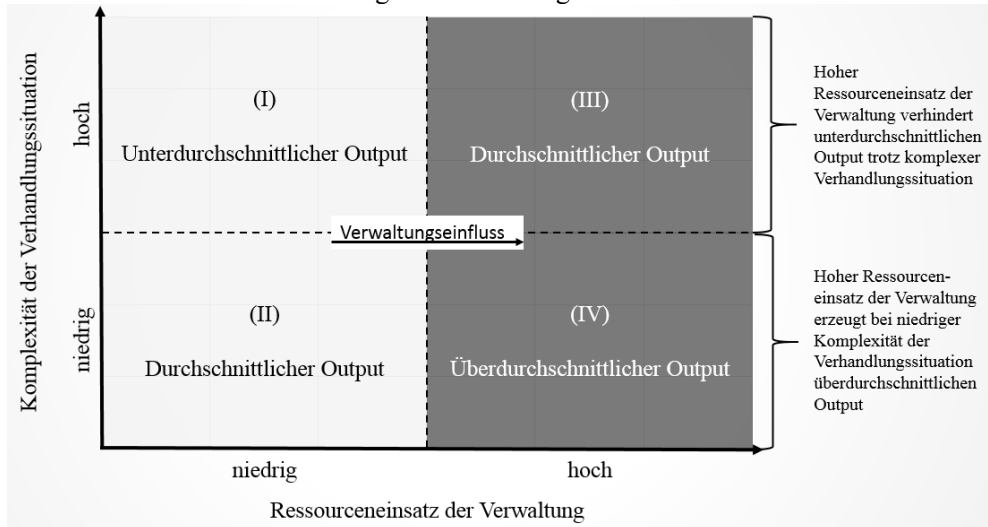 Komplexität der Verhandlungssituation
hoch
niedrig
(I)
Unterdurchschnittlicher Output
(III)
Durchschnittlicher Output
Verwaltungseinfluss
(II)
Durchschnittlicher Output
(IV)
Überdurchschnittlicher Output
niedrig
hoch
Ressourceneinsatz der Verwaltung
Hoher
Ressourceneinsatz der
Verwaltung verhindert
unterdurchschnittlichen
Output trotz komplexer
Verhandlungssituation
Hoher Ressourcen-
einsatz der Verwaltung
erzeugt bei niedriger
Komplexität der
Verhandlungssituation
überdurchschnittlichen
Output